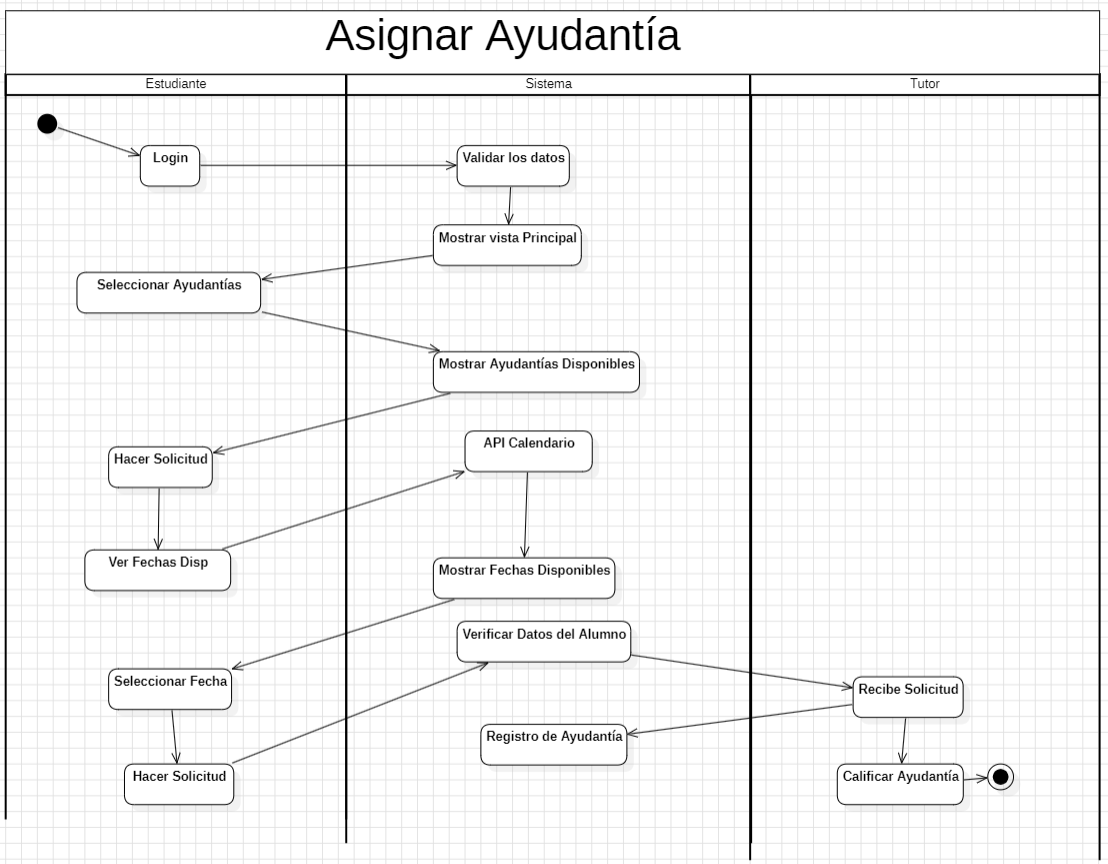 Asignar Ayudantía
Estudiante
Sistema
Tutor
Login
Validar los datos
Mostrar vista Principal
Seleccionar Ayudantías
Mostrar Ayudantías Disponibles
API Calendario
Hacer Solicitud
Ver Fechas Disp
Mostrar Fechas Disponibles
Verificar Datos del Alumno
Seleccionar Fecha
Recibe Solicitud
Registro de Ayudantía
Hacer Solicitud
Calificar Ayudantía